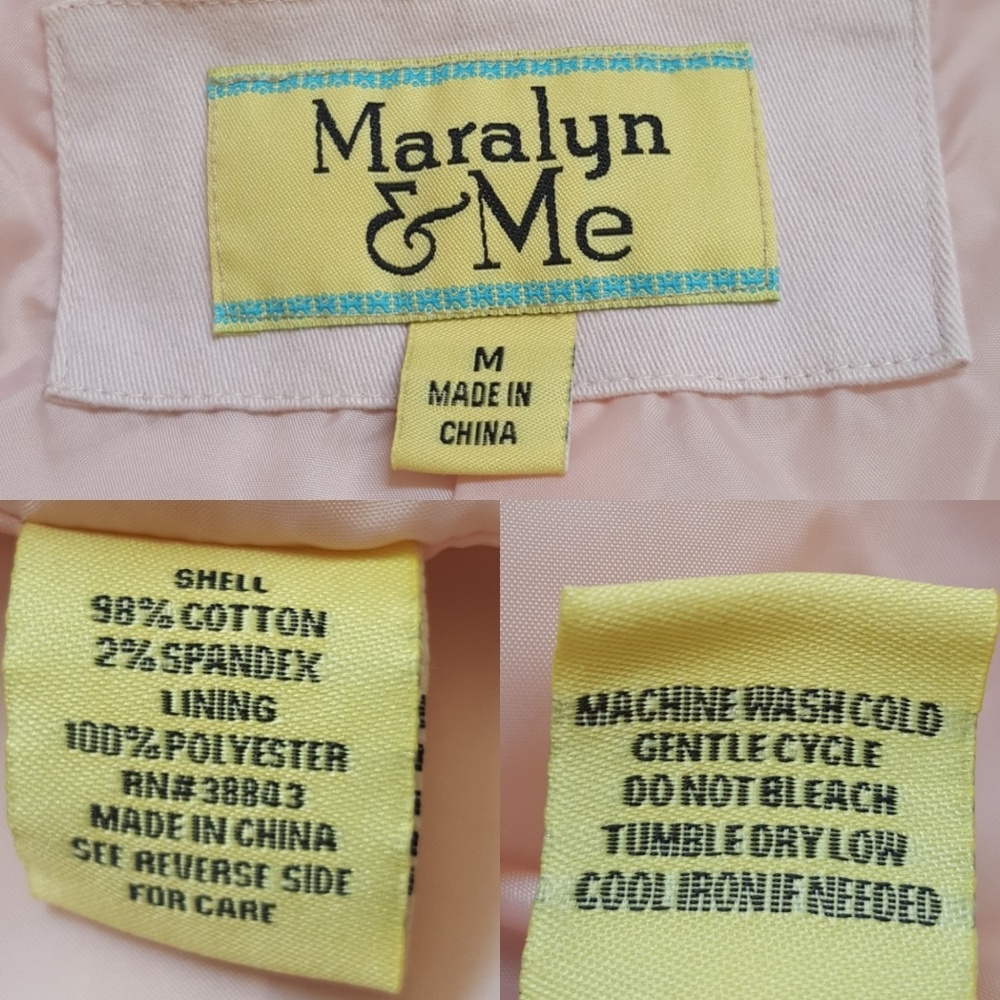 Maralyn
& Me
M
MADE IN
CHINA
SHELL
98% COTTON
2% SPANDEX
LINING
100% POLYESTER
RN# 38843
MADE IN CHINA
SEE REVERSE SIDE
FOR CARE
MACHINE WASH COLD
GENTLE CYCLE
DO NOT BLEACH
TUMBLE DRY LOW
COOL IRON IF NEEDED